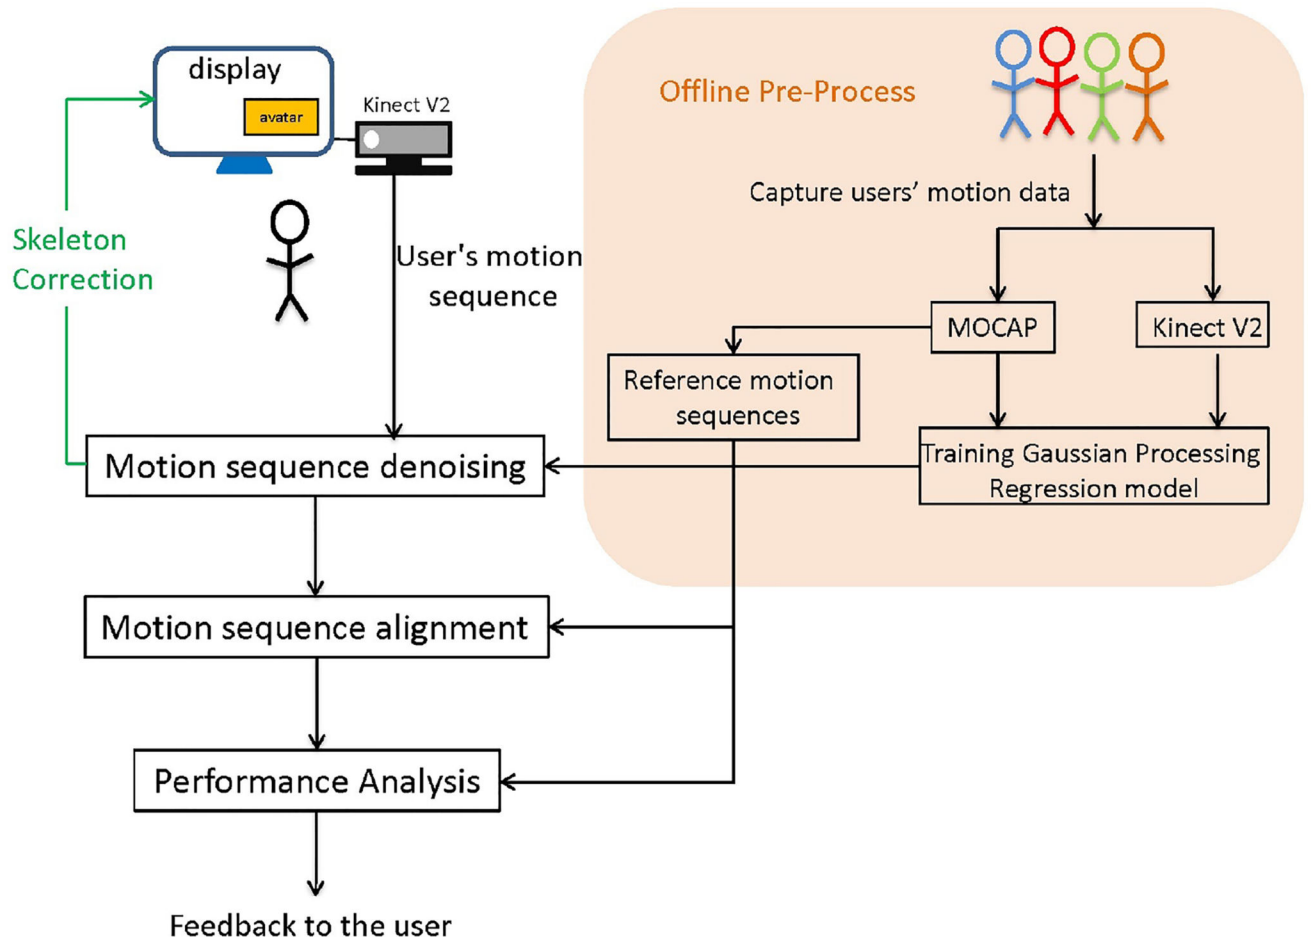 display
avatar
Kinect V2
Offline Pre-Process
Capture users' motion data
Skeleton
Correction
User's motion
sequence
MOCAP
Kinect V2
Reference motion
sequences
Training Gaussian Processing
Regression model
Motion sequence denoising
Motion sequence alignment
Performance Analysis
Feedback to the user